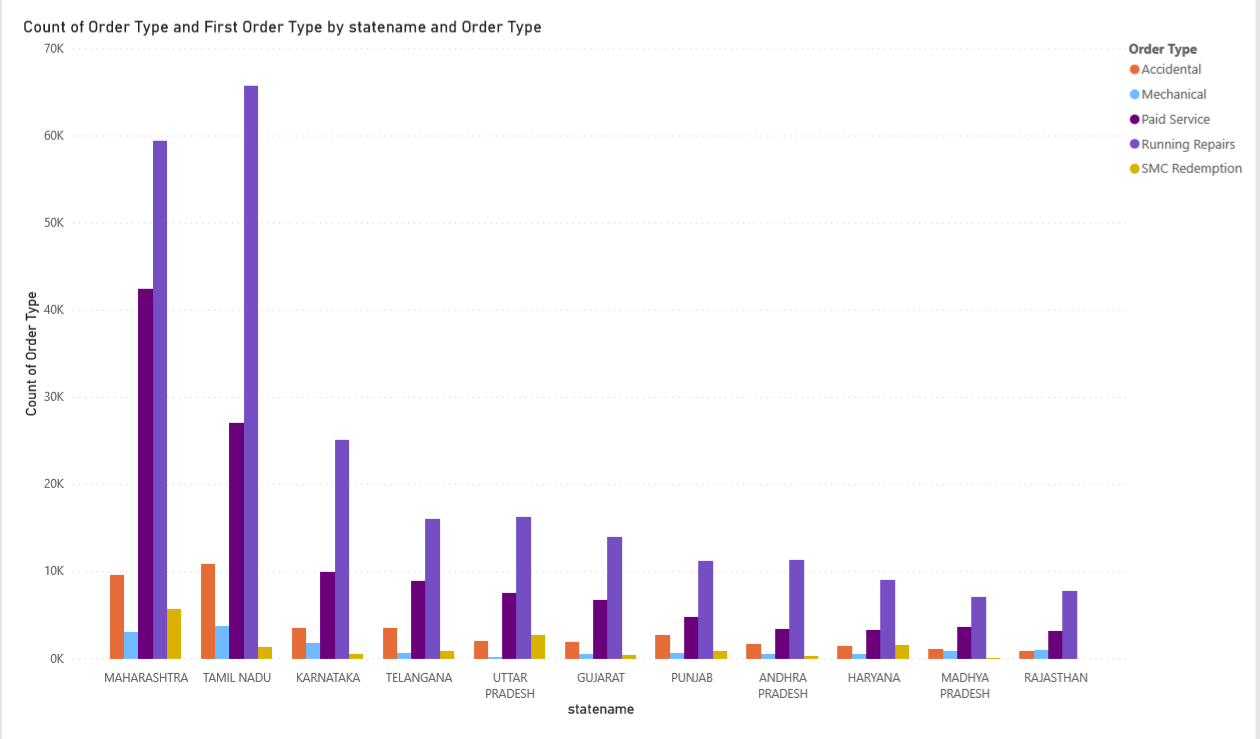 Count of Order Type and First Order Type by statename and Order Type
Order Type
Accidental
Mechanical
Paid Service
Running Repairs
SMC Redemption
70K
60K
50K
40K
30K
20K
10K
0K
Count of Order Type
MAHARASHTRA TAMIL NADU KARNATAKA TELANGANA UTTAR PRADESH GUJARAT PUNJAB ANDHRA PRADESH HARYANA MADHYA PRADESH RAJASTHAN
statename